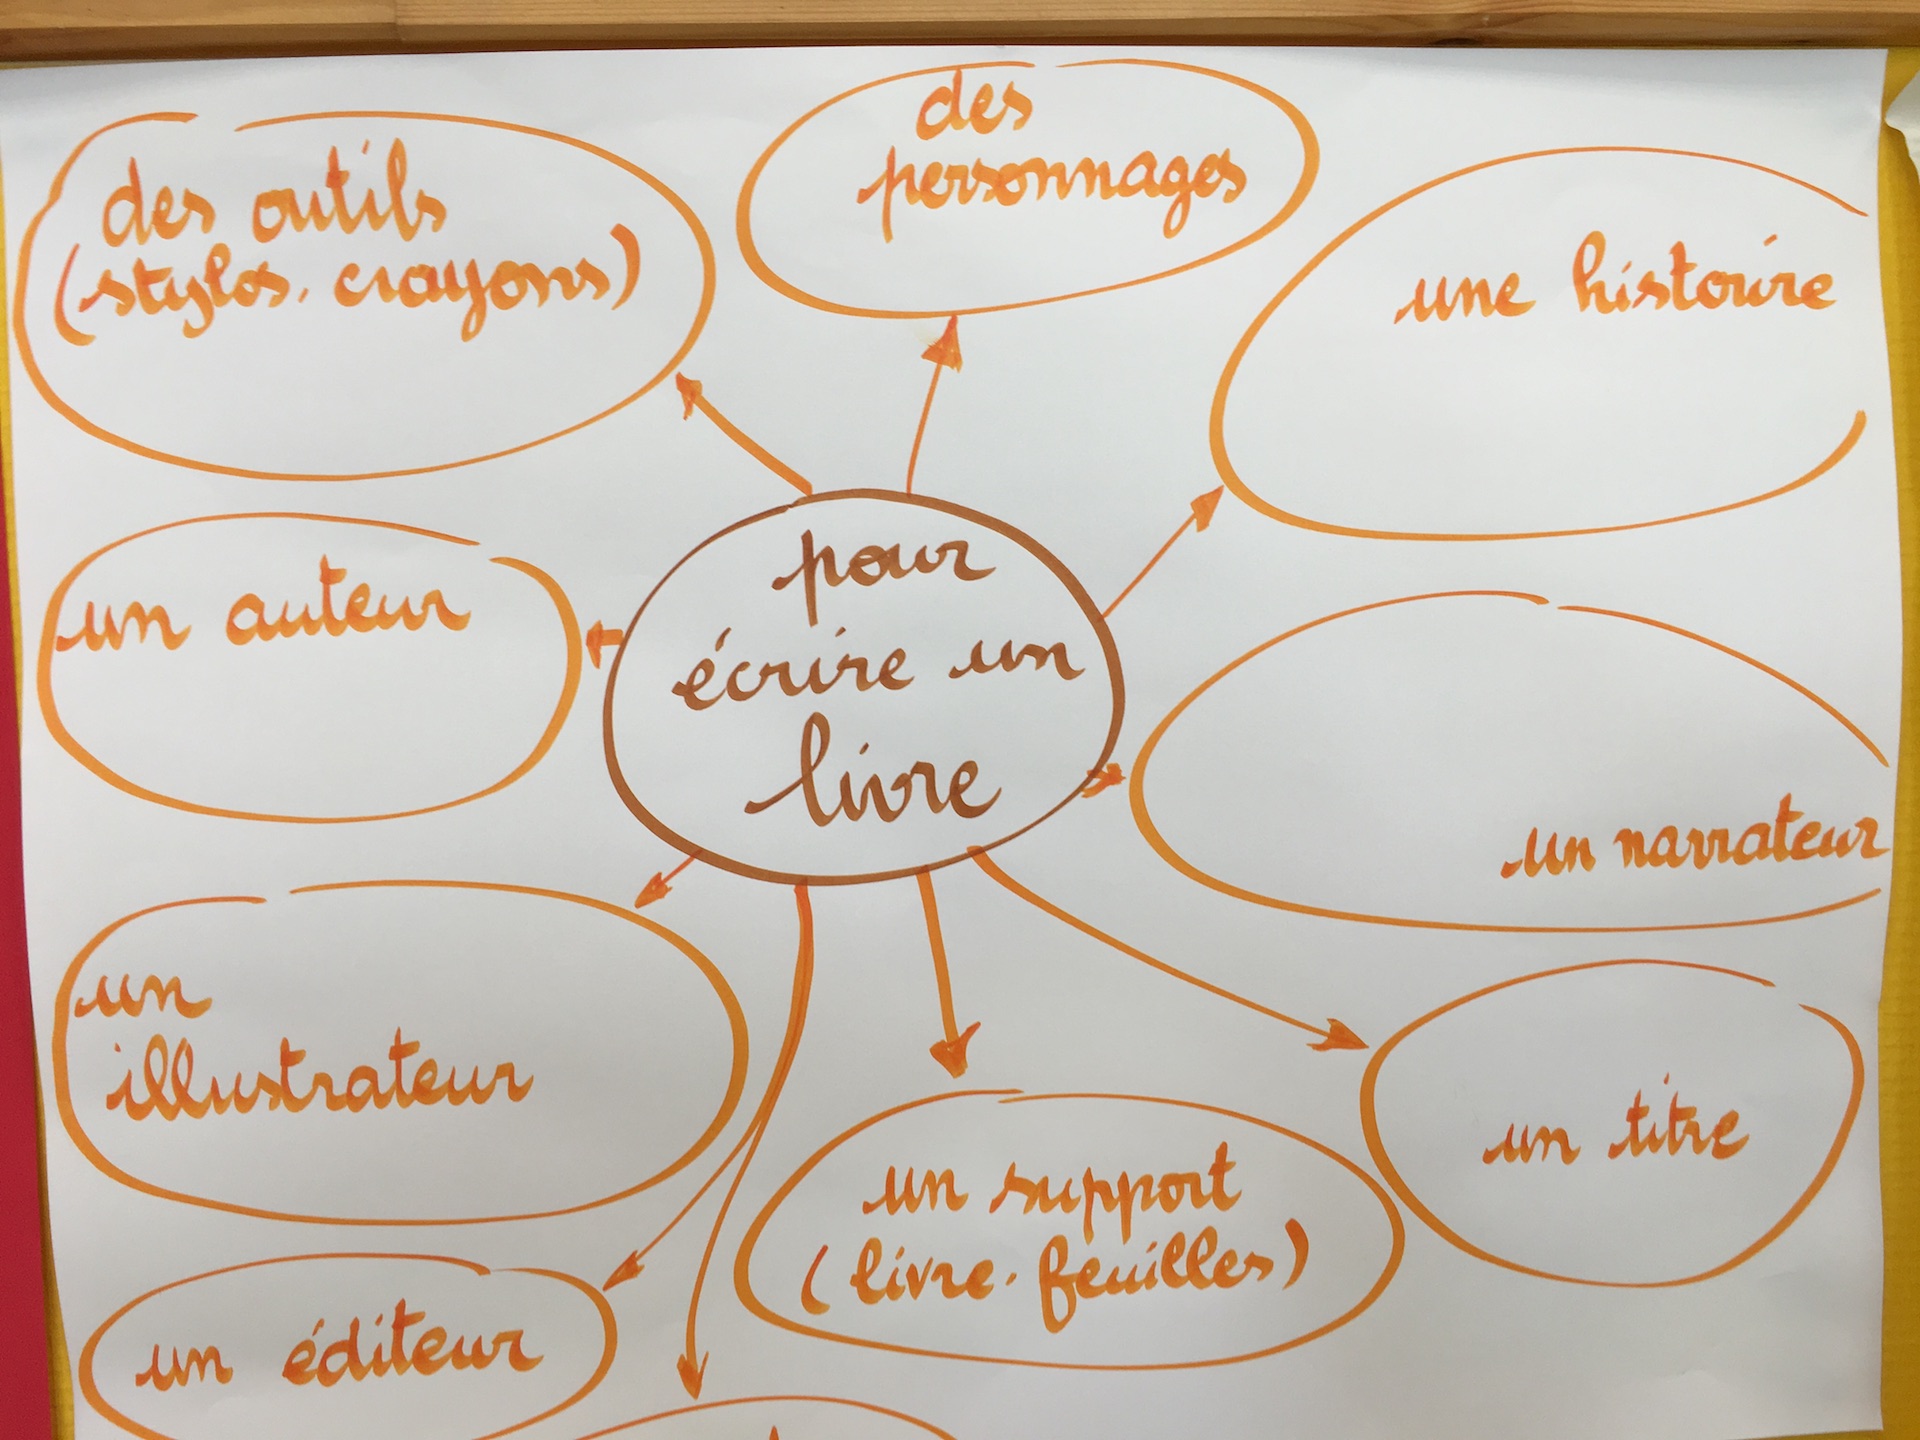 des outils
(stylos, crayons)
des
personnages
une histoire
un auteur
pour
écrire un
livre
un narrateur
un
illustrateur
un titre
un support
(livre. feuilles)
un éditeur